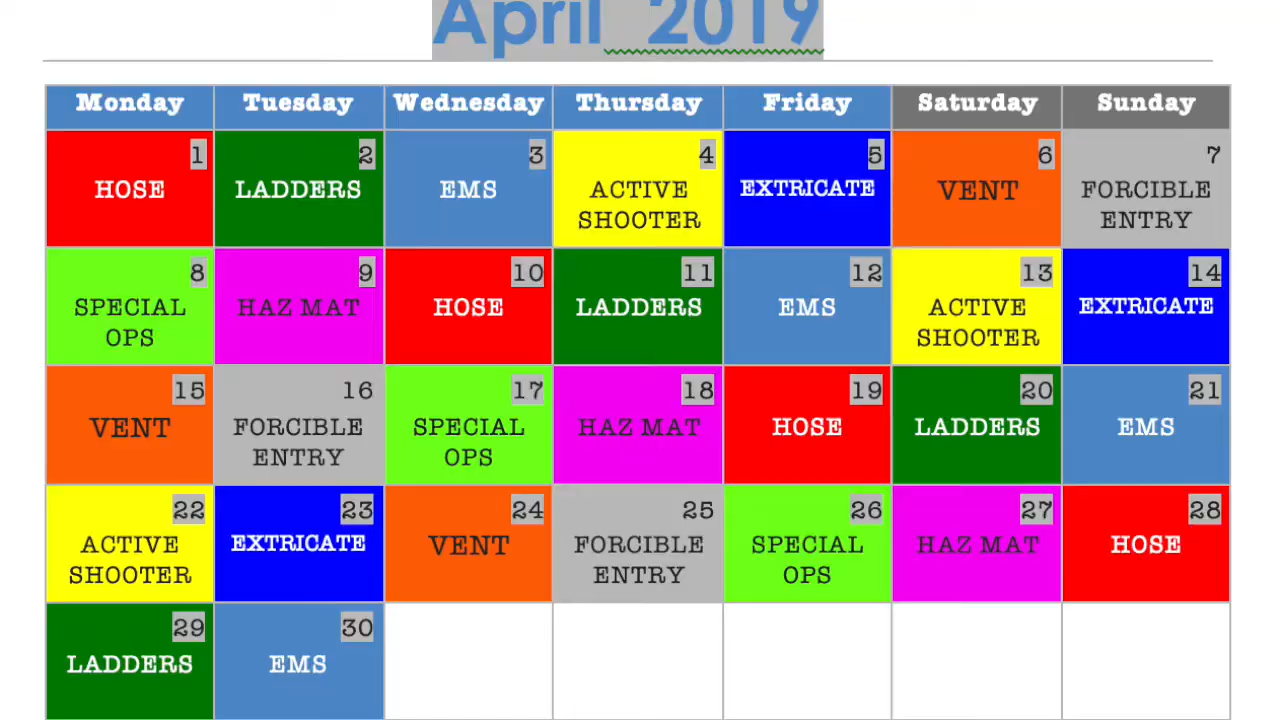 April 2019
Monday Tuesday Wednesday Thursday Friday Saturday Sunday
1 2 3 4 5 6 7
HOSE LADDERS EMS ACTIVE EXTRICATE VENT FORCIBLE
SHOOTER ENTRY
8 9 10 11 12 13 14
SPECIAL HAZ MAT HOSE LADDERS EMS ACTIVE EXTRICATE
OPS SHOOTER
15 16 17 18 19 20 21
VENT FORCIBLE SPECIAL HAZ MAT HOSE LADDERS EMS
ENTRY OPS
22 23 24 25 26 27 28
ACTIVE EXTRICATE VENT FORCIBLE SPECIAL HAZ MAT HOSE
SHOOTER ENTRY OPS
29 30
LADDERS EMS